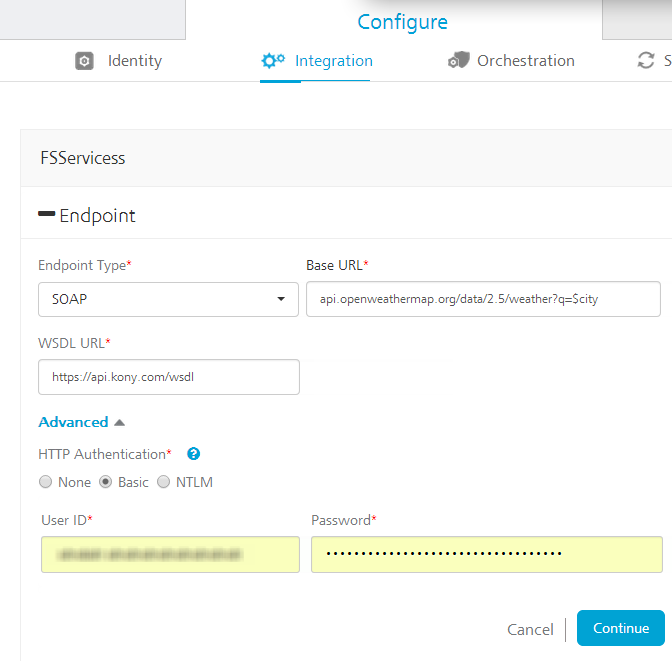 Configure
Identity
Integration
Orchestration
S
FSServicess
Endpoint
Endpoint Type*
Base URL*
SOAP
api.openweathermap.org/data/2.5/weather?q=$city
WSDL URL*
https://api.kony.com/wsdl
Advanced
HTTP Authentication* ?
None Basic NTLM
User ID*
Password*
Cancel
Continue